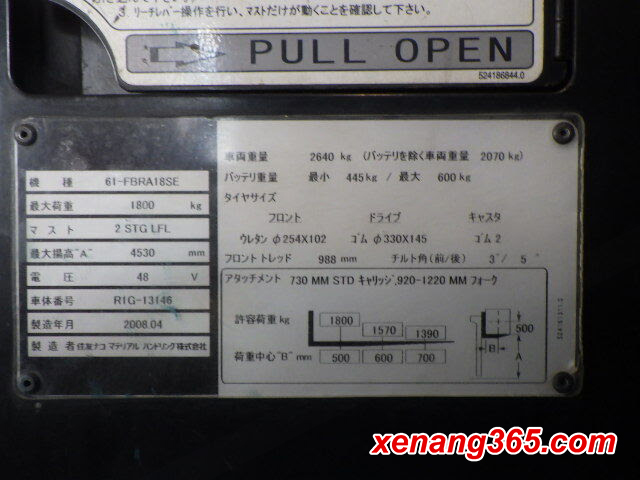 3. リーチレバー操作を行い、マストだけが動くことを確認して下さい。
PULL OPEN
524186844.0
機 種 61-FBRA18SE
最大荷重 1800 kg
マスト 2 STG LFL
最大揚高"A" 4530 mm
電 圧 48 V
車体番号 R1G-13146
製造年月 2008.04
製造者 住友ナコ マテリアル ハンドリング株式会社
車両重量 2640 kg (バッテリを除く車両重量 2070 kg)
バッテリ重量 最小 445 kg / 最大 600 kg
タイヤサイズ
フロント ドライブ キャスタ
ウレタン φ254X102 ゴム φ330X145 ゴム 2
フロント トレッド 988 mm チルト角(前/後) 3°/ 5°
アタッチメント 730 MM STD キャリッジ,920-1220 MM フォーク
許容荷重 kg 1800 1570 1390
荷重中心"B" mm 500 600 700
500
B
A
xenang365.com